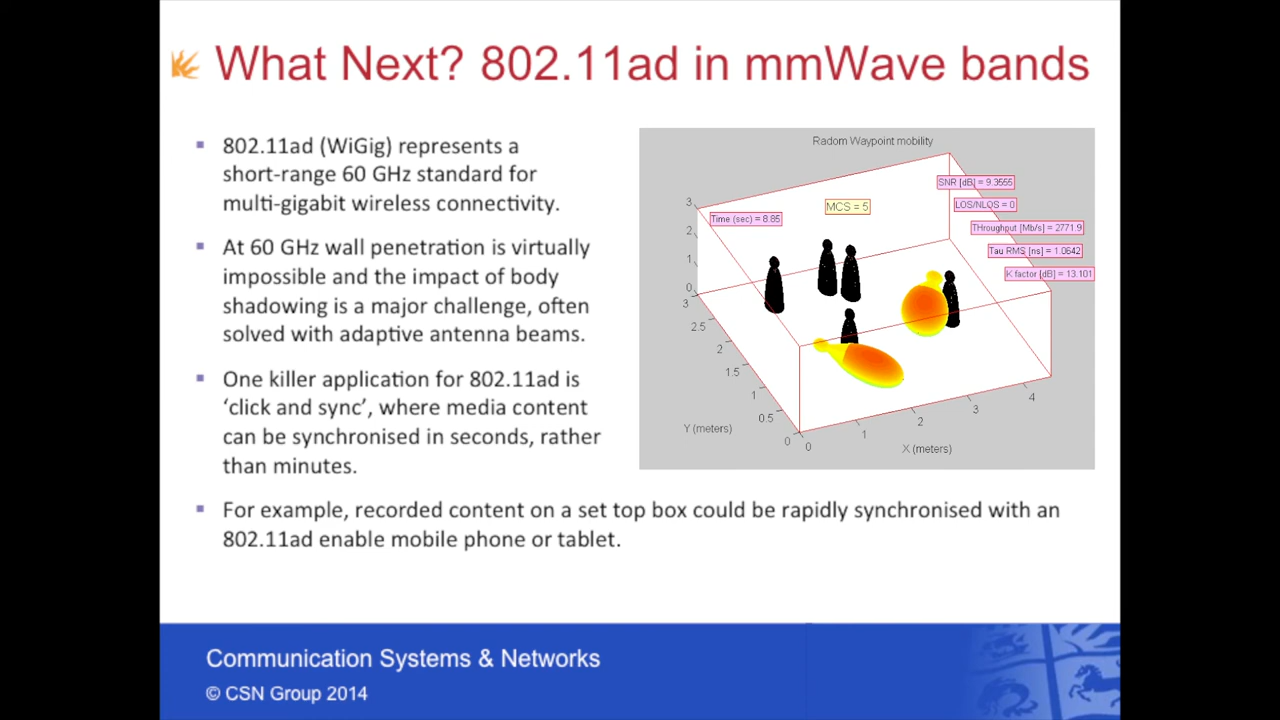 What Next? 802.11ad in mmWave bands
802.11ad (WiGig) represents a
short-range 60 GHz standard for
multi-gigabit wireless connectivity.
At 60 GHz wall penetration is virtually
impossible and the impact of body
shadowing is a major challenge, often
solved with adaptive antenna beams.
One killer application for 802.11ad is
‘click and sync’, where media content
can be synchronised in seconds, rather
than minutes.
For example, recorded content on a set top box could be rapidly synchronised with an
802.11ad enable mobile phone or tablet.
Radom Waypoint mobility
SNR [dB] = 9.3555
MCS = 5
LOS/NLOS = 0
Time (sec) = 8.85
THroughput [Mb/s] = 2771.9
Tau RMS [ns] = 1.0642
K factor [dB] = 13.101
3
2
1
0
3
2.5
2
1.5
1
0.5
0
Y (meters)
0
1
2
3
4
X (meters)
Communication Systems & Networks
© CSN Group 2014